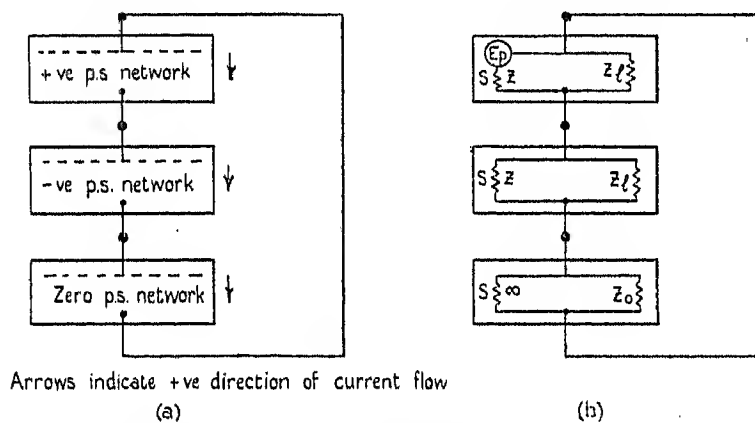 +ve p.s network
-ve p.s. network
Zero p.s. network
Arrows indicate +ve direction of current flow
(a)
Ep
S Z
Zℓ
S Z
Zℓ
S ∞
Z₀
(b)